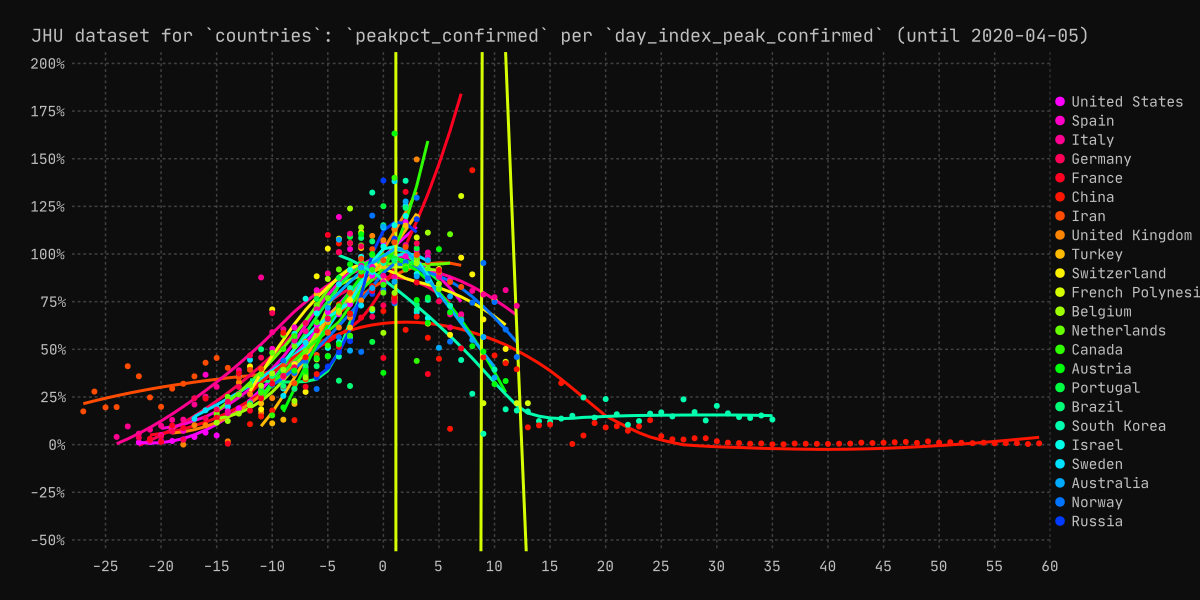 JHU dataset for `countries`: `peakpct_confirmed` per `day_index_peak_confirmed` (until 2020-04-05)
200%
175%
150%
125%
100%
75%
50%
25%
0%
-25%
-50%
-25 -20 -15 -10 -5 0 5 10 15 20 25 30 35 40 45 50 55 60
United States
Spain
Italy
Germany
France
China
Iran
United Kingdom
Turkey
Switzerland
French Polynesi
Belgium
Netherlands
Canada
Austria
Portugal
Brazil
South Korea
Israel
Sweden
Australia
Norway
Russia